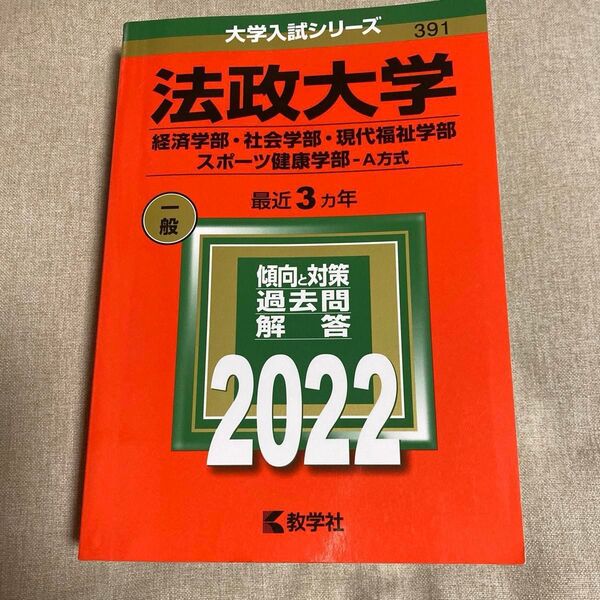 大学入試シリーズ
391
法政大学
経済学部・社会学部・現代福祉学部
スポーツ健康学部-A方式
最近3カ年
一般
傾向と対策
過去問
解答
2022
教学社